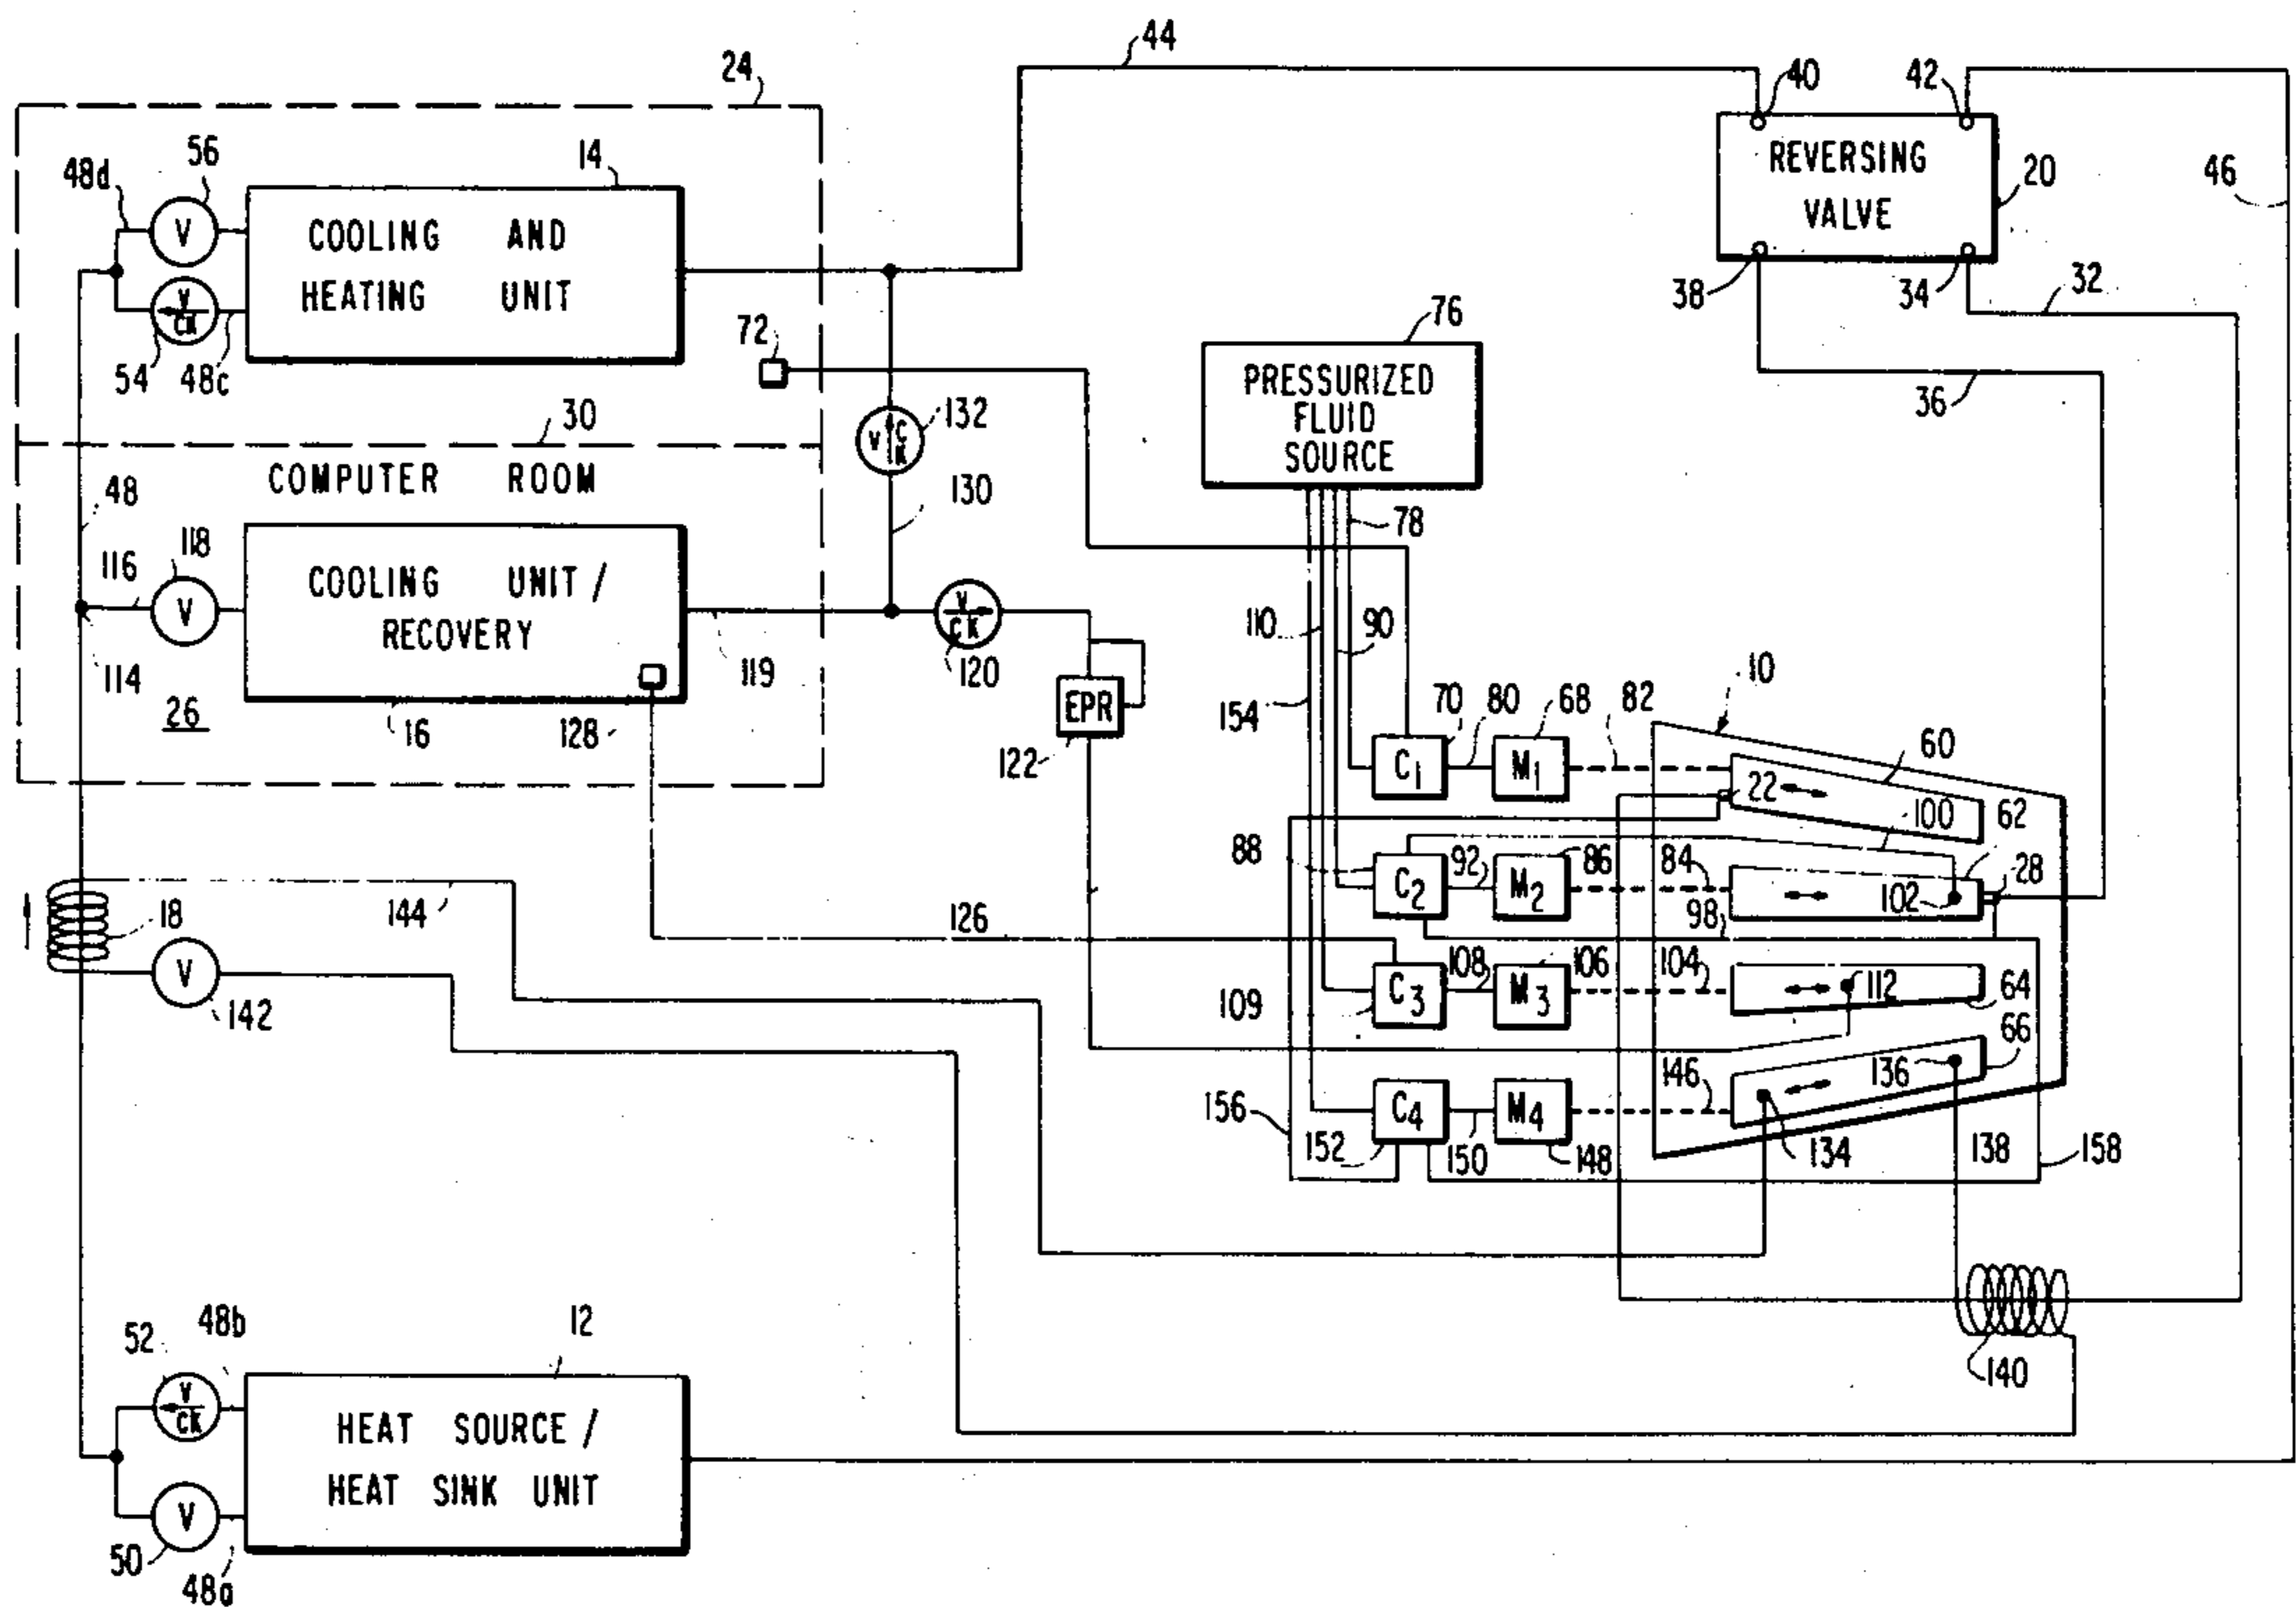 44
24
40
42
REVERSING
VALVE
20
46
56
14
48d
V
COOLING AND
HEATING UNIT
V
CK
54
48c
72
38
34
32
76
PRESSURIZED
FLUID
SOURCE
36
30
132
V CK
COMPUTER ROOM
48
130
78
118
116
V
COOLING UNIT/
RECOVERY
114
119
V
CK
120
110
90
10
26
16
128
EPR
122
154
70
80
68
82
60
C1
M1
22
100
62
88
92
86
84
28
C2
M2
102
98
144
18
126
V
142
108
106
104
112
C3
M3
109
64
66
146
136
156
C4
M4
152
150
148
134
138
158
140
52
48b
12
V
CK
HEAT SOURCE/
HEAT SINK UNIT
V
50
48a